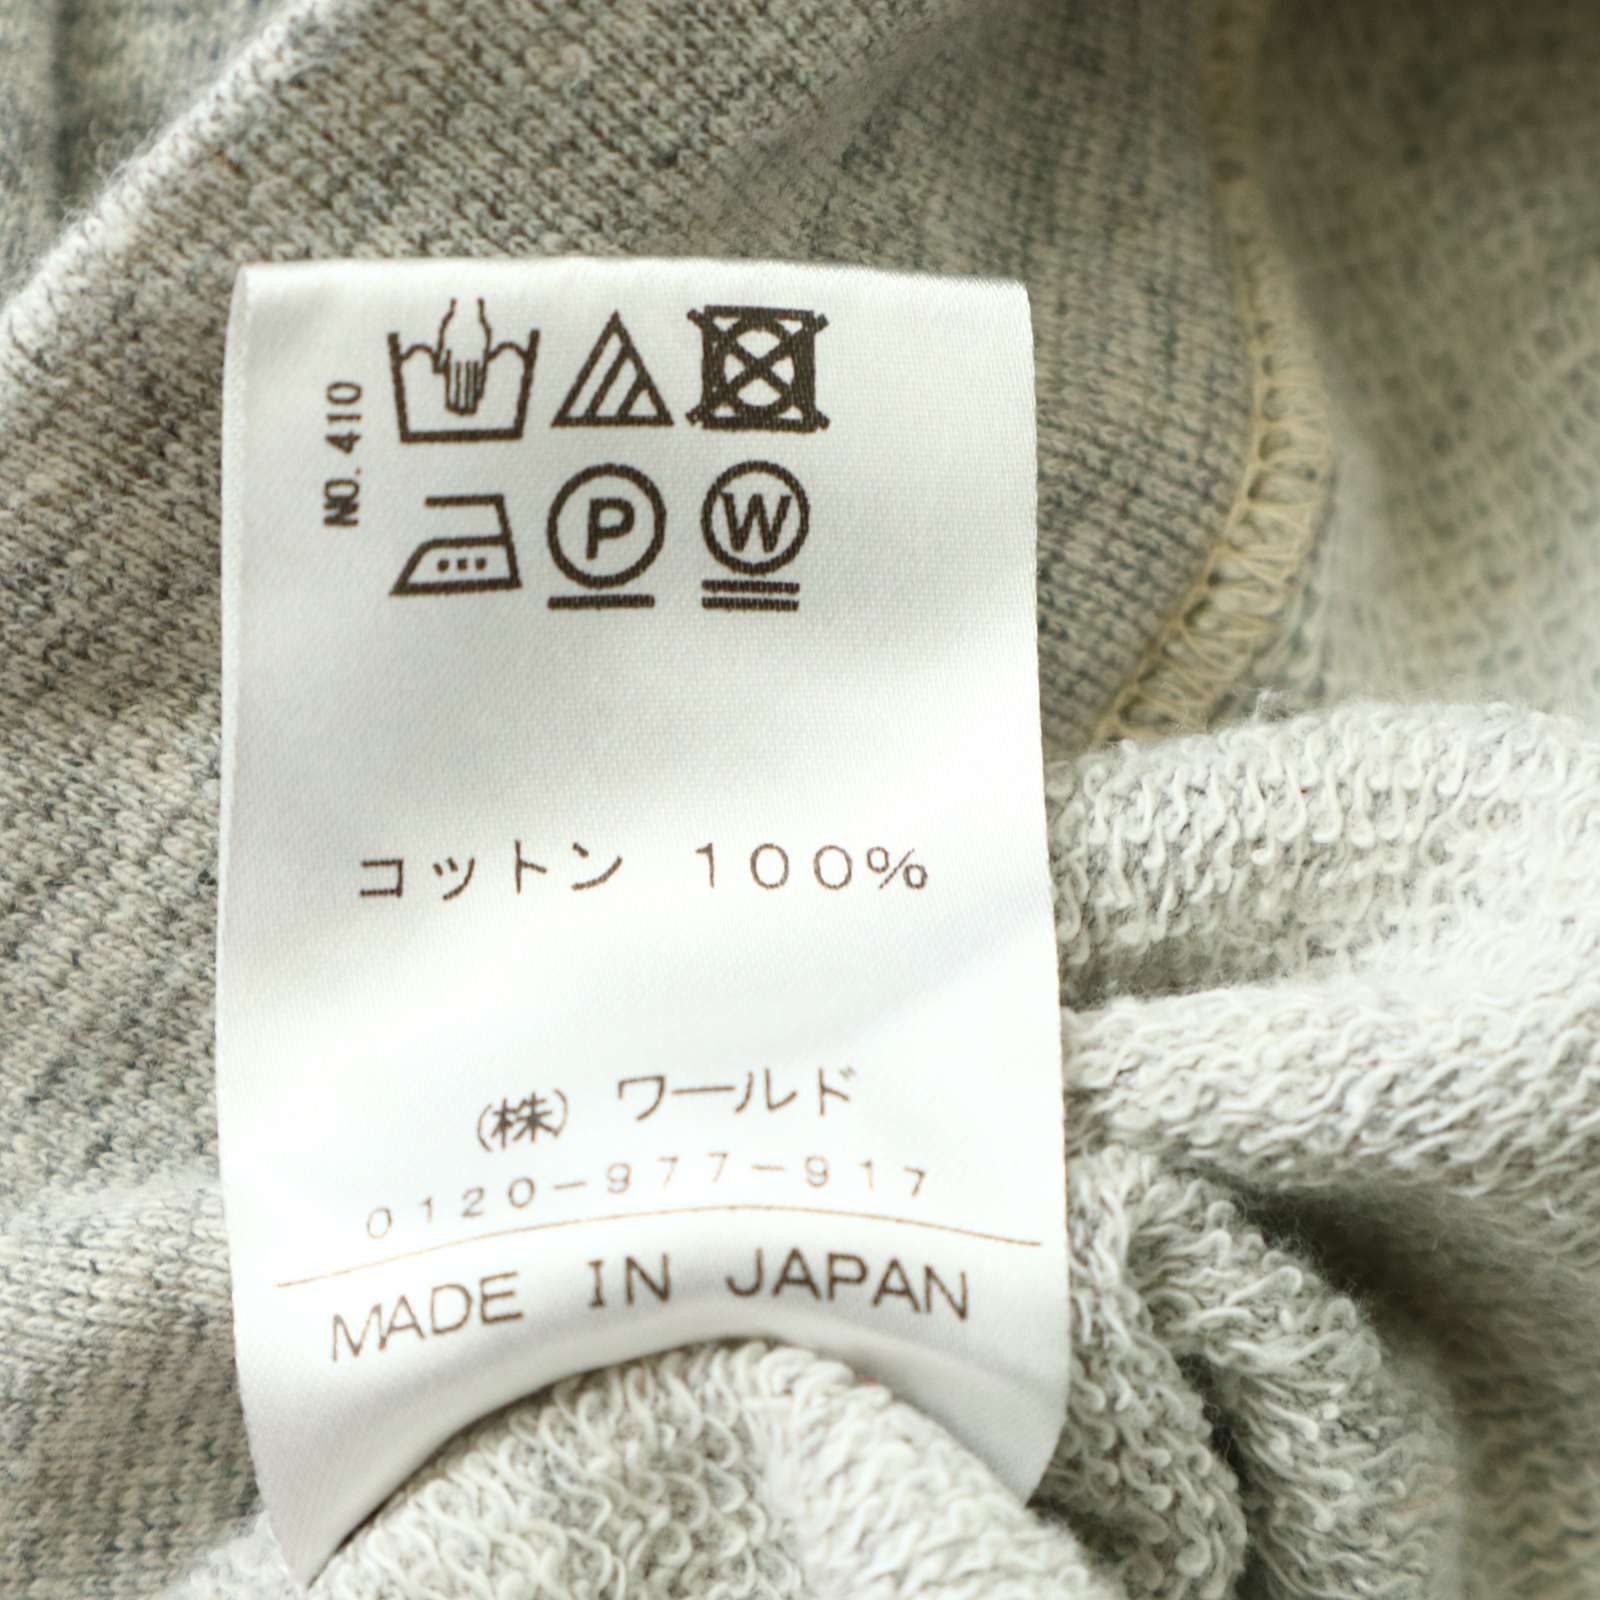 NO. 410
P
W
コットン 100%
(株) ワールド
0120-977-917
MADE IN JAPAN